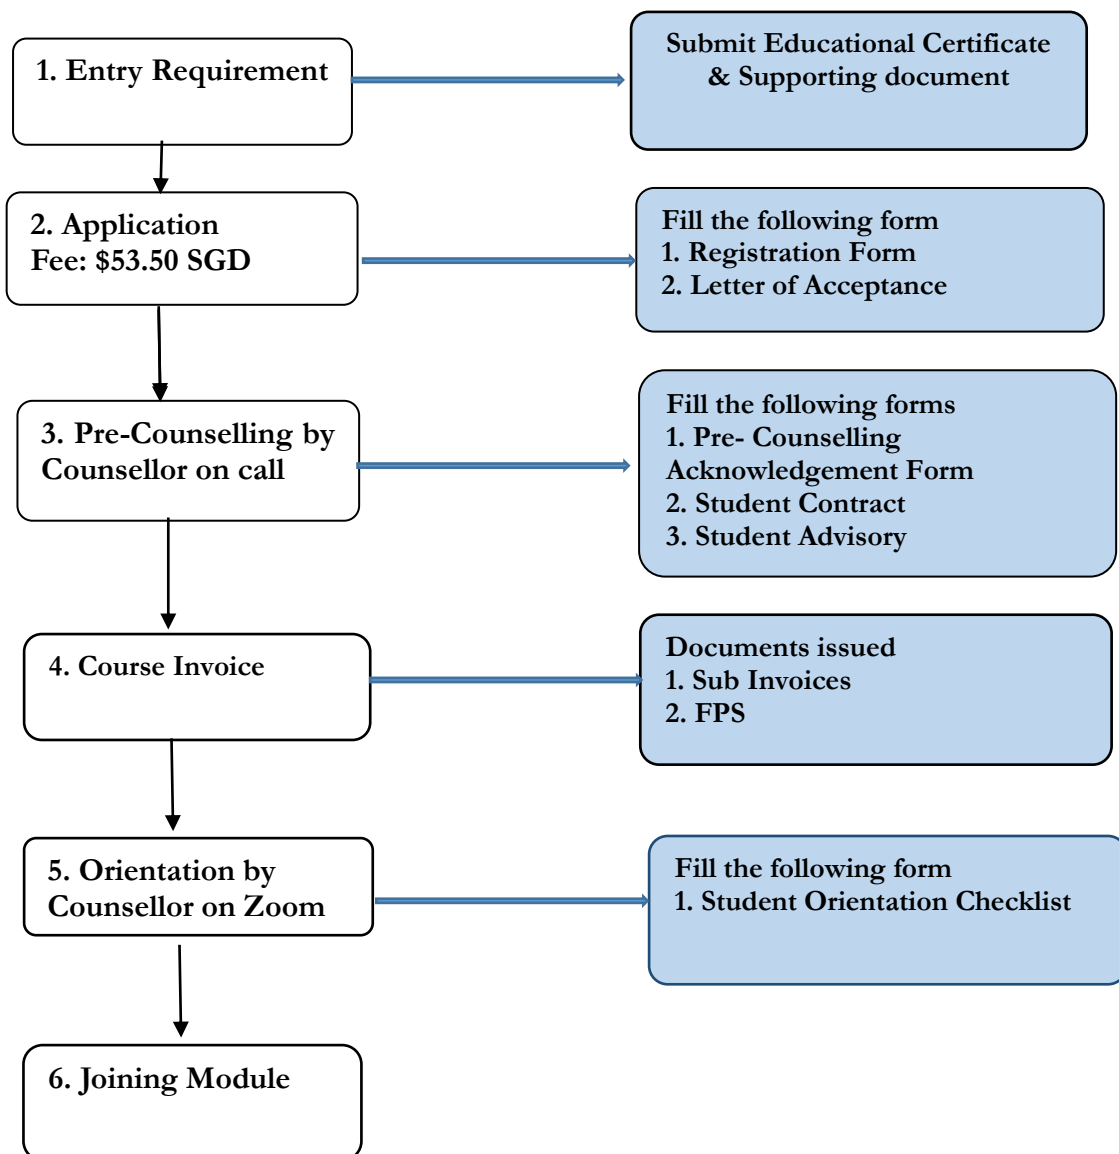 1. Entry Requirement
Submit Educational Certificate
& Supporting document
2. Application
Fee: $53.50 SGD
Fill the following form
1. Registration Form
2. Letter of Acceptance
3. Pre-Counselling by
Counsellor on call
Fill the following forms
1. Pre- Counselling
Acknowledgement Form
2. Student Contract
3. Student Advisory
4. Course Invoice
Documents issued
1. Sub Invoices
2. FPS
5. Orientation by
Counsellor on Zoom
Fill the following form
1. Student Orientation Checklist
6. Joining Module